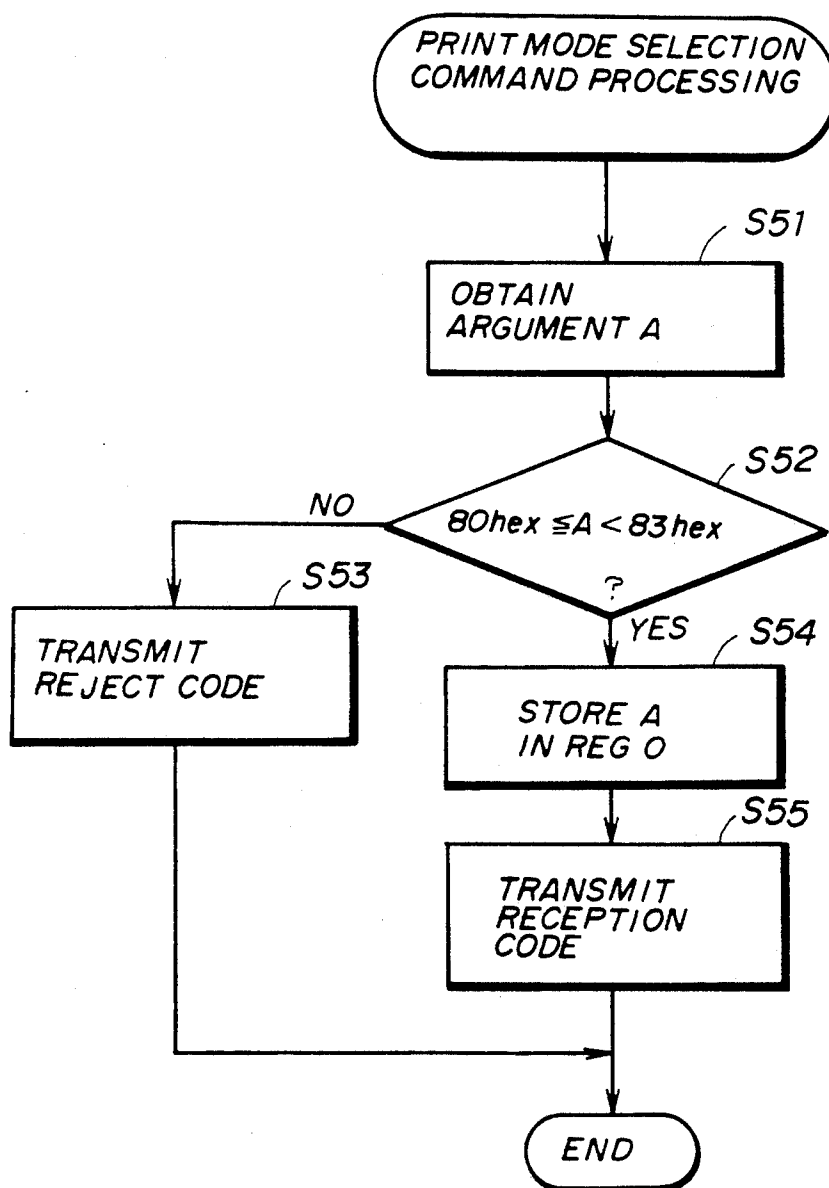 PRINT MODE SELECTION
COMMAND PROCESSING
S51
OBTAIN
ARGUMENT A
S52
80hex ≦ A < 83hex
?
NO
YES
S53
TRANSMIT
REJECT CODE
S54
STORE A
IN REG 0
S55
TRANSMIT
RECEPTION
CODE
END